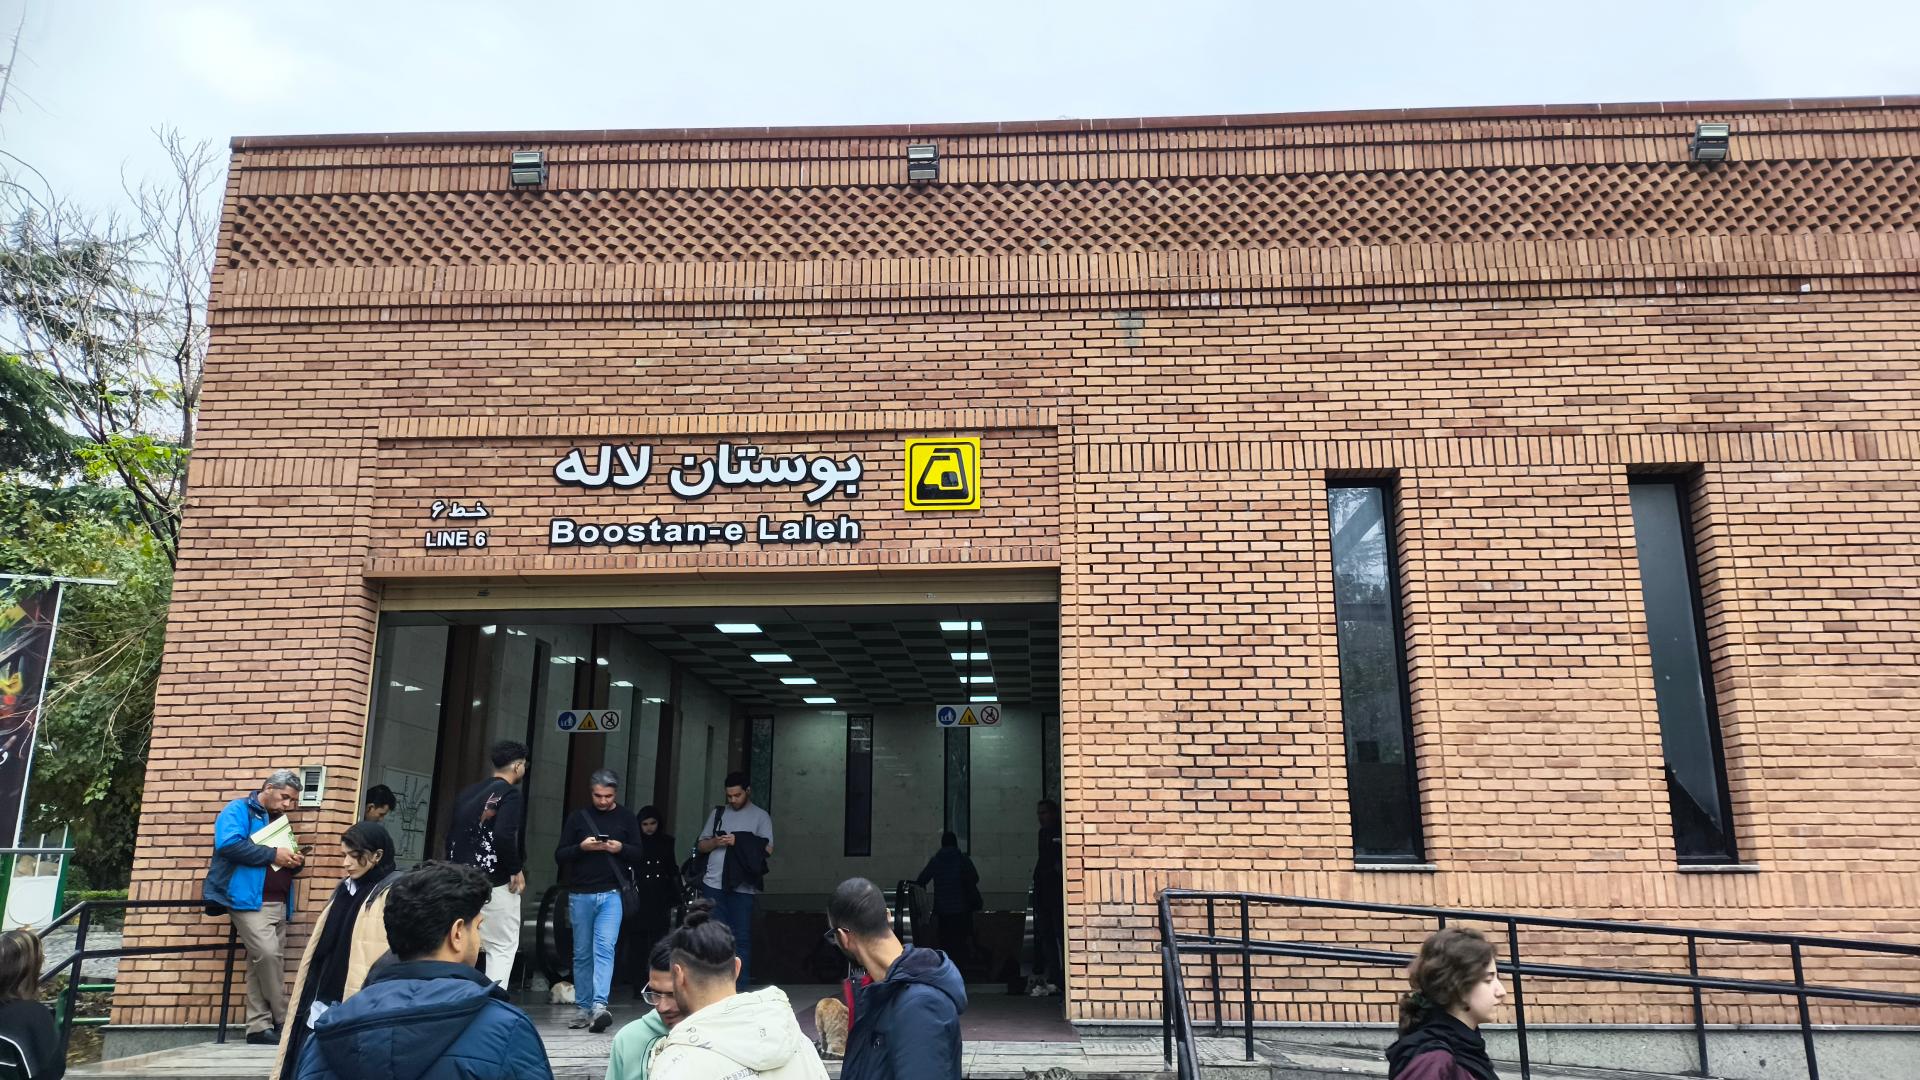 بوستان لاله
Boostan-e Laleh
خط ۶
LINE 6